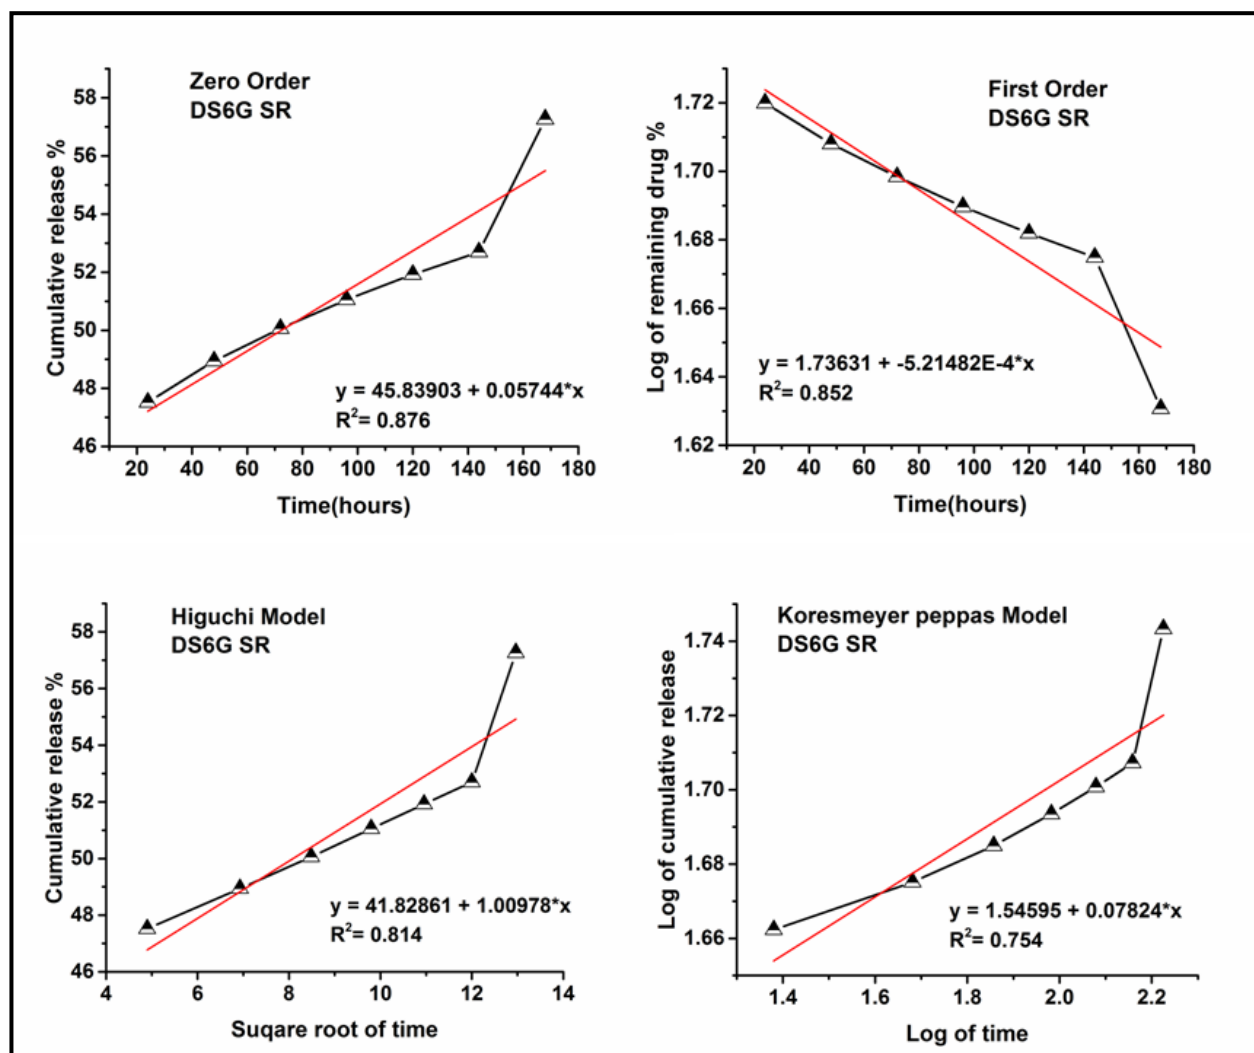 Zero Order
DS6G SR
Cumulative release %
58
56
54
52
50
48
46
y = 45.83903 + 0.05744*x
R²= 0.876
20 40 60 80 100 120 140 160 180
Time(hours)
First Order
DS6G SR
Log of remaining drug %
1.72
1.70
1.68
1.66
1.64
1.62
y = 1.73631 + -5.21482E-4*x
R²= 0.852
20 40 60 80 100 120 140 160 180
Time(hours)
Higuchi Model
DS6G SR
Cumulative release %
58
56
54
52
50
48
46
y = 41.82861 + 1.00978*x
R²= 0.814
4 6 8 10 12 14
Suqare root of time
Koresmeyer peppas Model
DS6G SR
Log of cumulative release
1.74
1.72
1.70
1.68
1.66
y = 1.54595 + 0.07824*x
R²= 0.754
1.4 1.6 1.8 2.0 2.2
Log of time